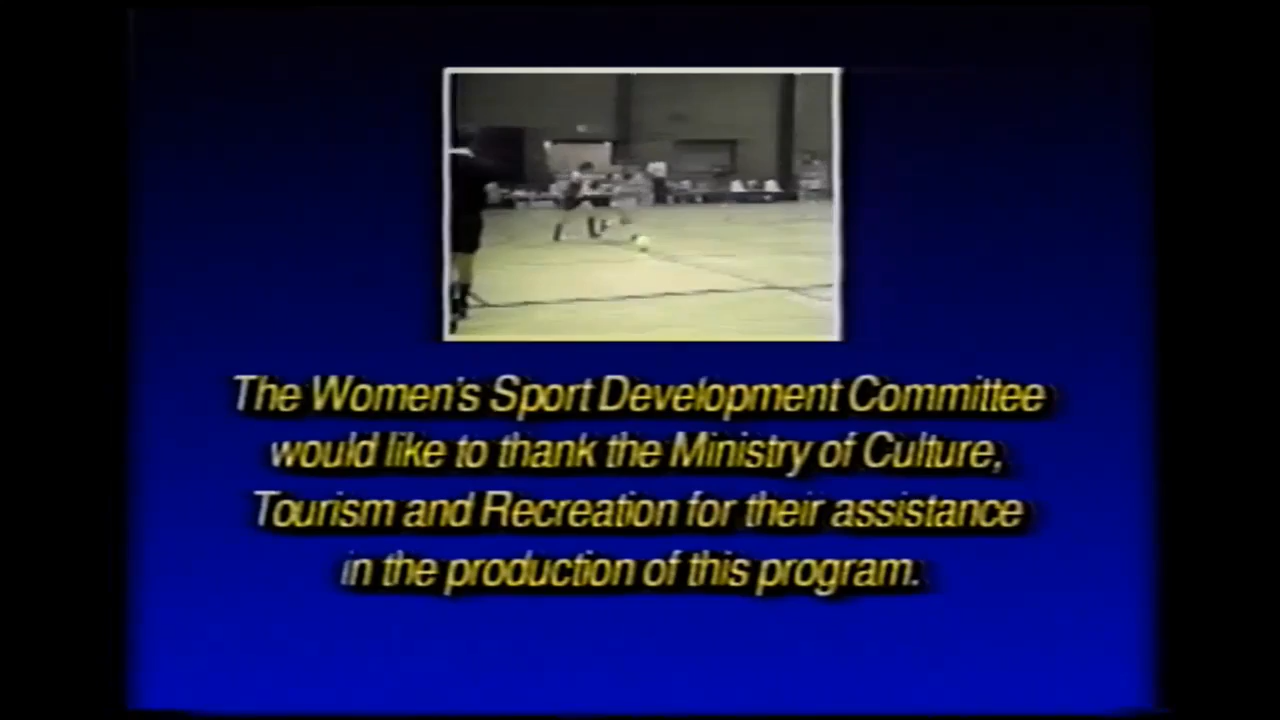 The Women's Sport Development Committee
would like to thank the Ministry of Culture,
Tourism and Recreation for their assistance
in the production of this program.